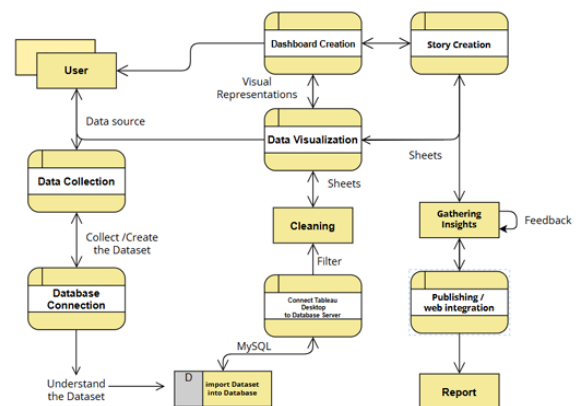 Dashboard Creation
Story Creation
User
Visual
Representations
Data source
Data Visualization
Sheets
Data Collection
Sheets
Cleaning
Gathering
Insights
Feedback
Collect /Create
the Dataset
Filter
Database
Connection
Connect Tableau
Desktop
to Database Server
Publishing /
web integration
MySQL
Understand
the Dataset
D
import Dataset
into Database
Report